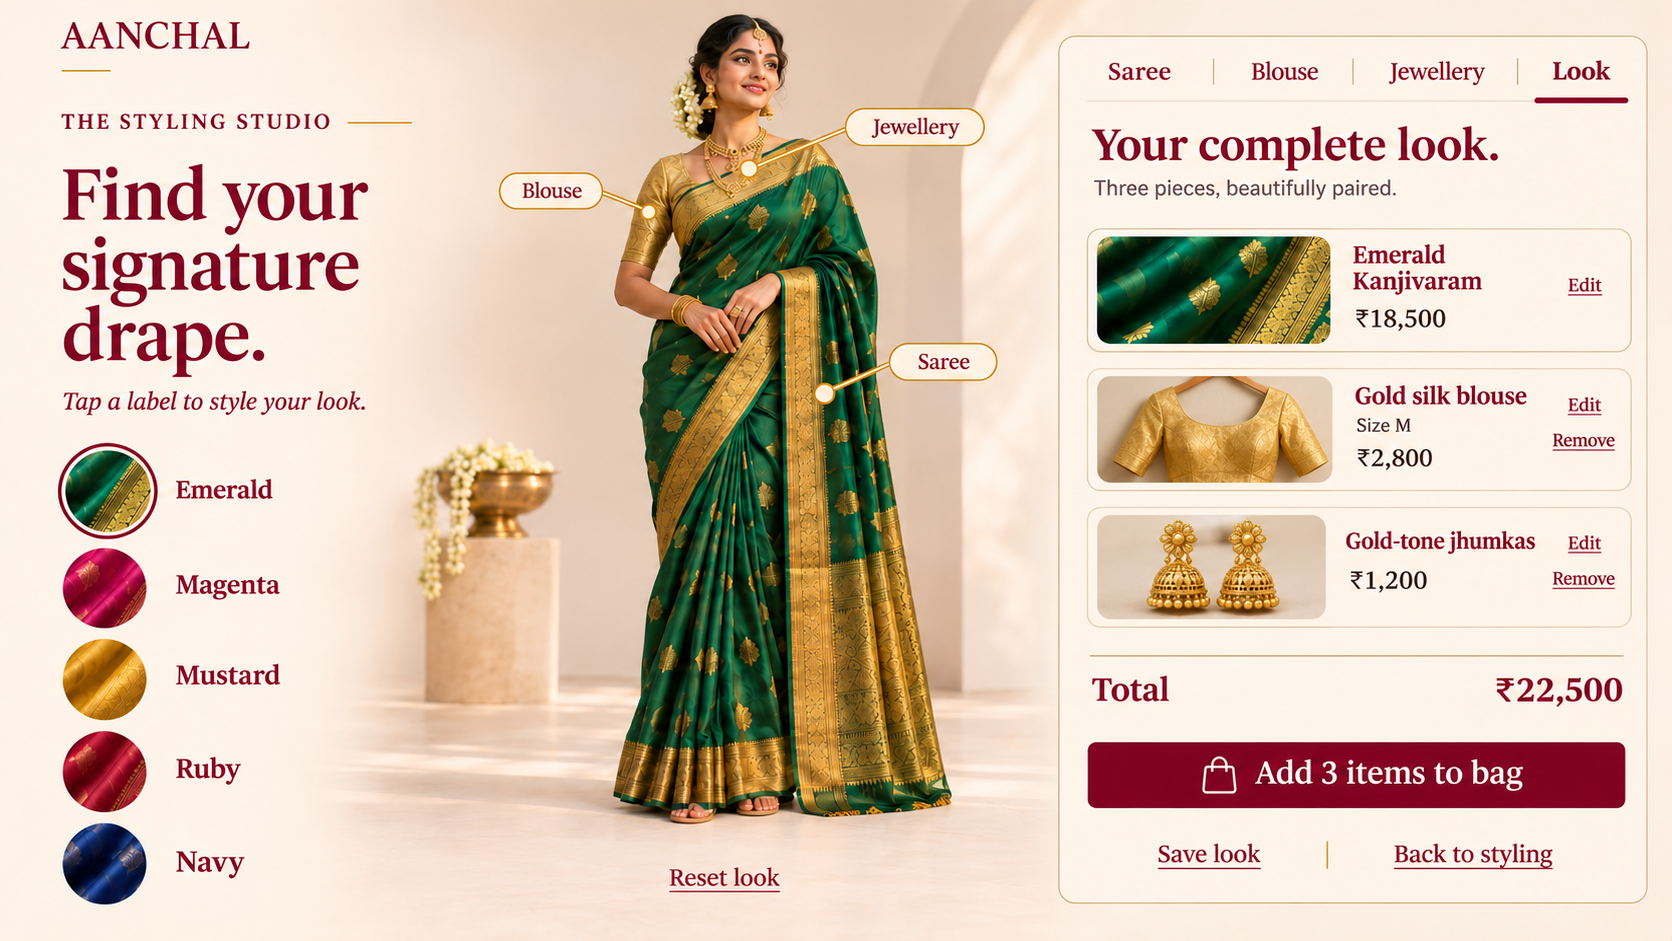 AANCHAL
THE STYLING STUDIO
Find your
signature
drape.
Tap a label to style your look.
Emerald
Magenta
Mustard
Ruby
Navy
Jewellery
Blouse
Saree
Reset look
Saree
Blouse
Jewellery
Look
Your complete look.
Three pieces, beautifully paired.
Emerald
Kanjivaram
₹18,500
Edit
Gold silk blouse
Size M
₹2,800
Edit
Remove
Gold-tone jhumkas
₹1,200
Edit
Remove
Total ₹22,500
Add 3 items to bag
Save look
Back to styling